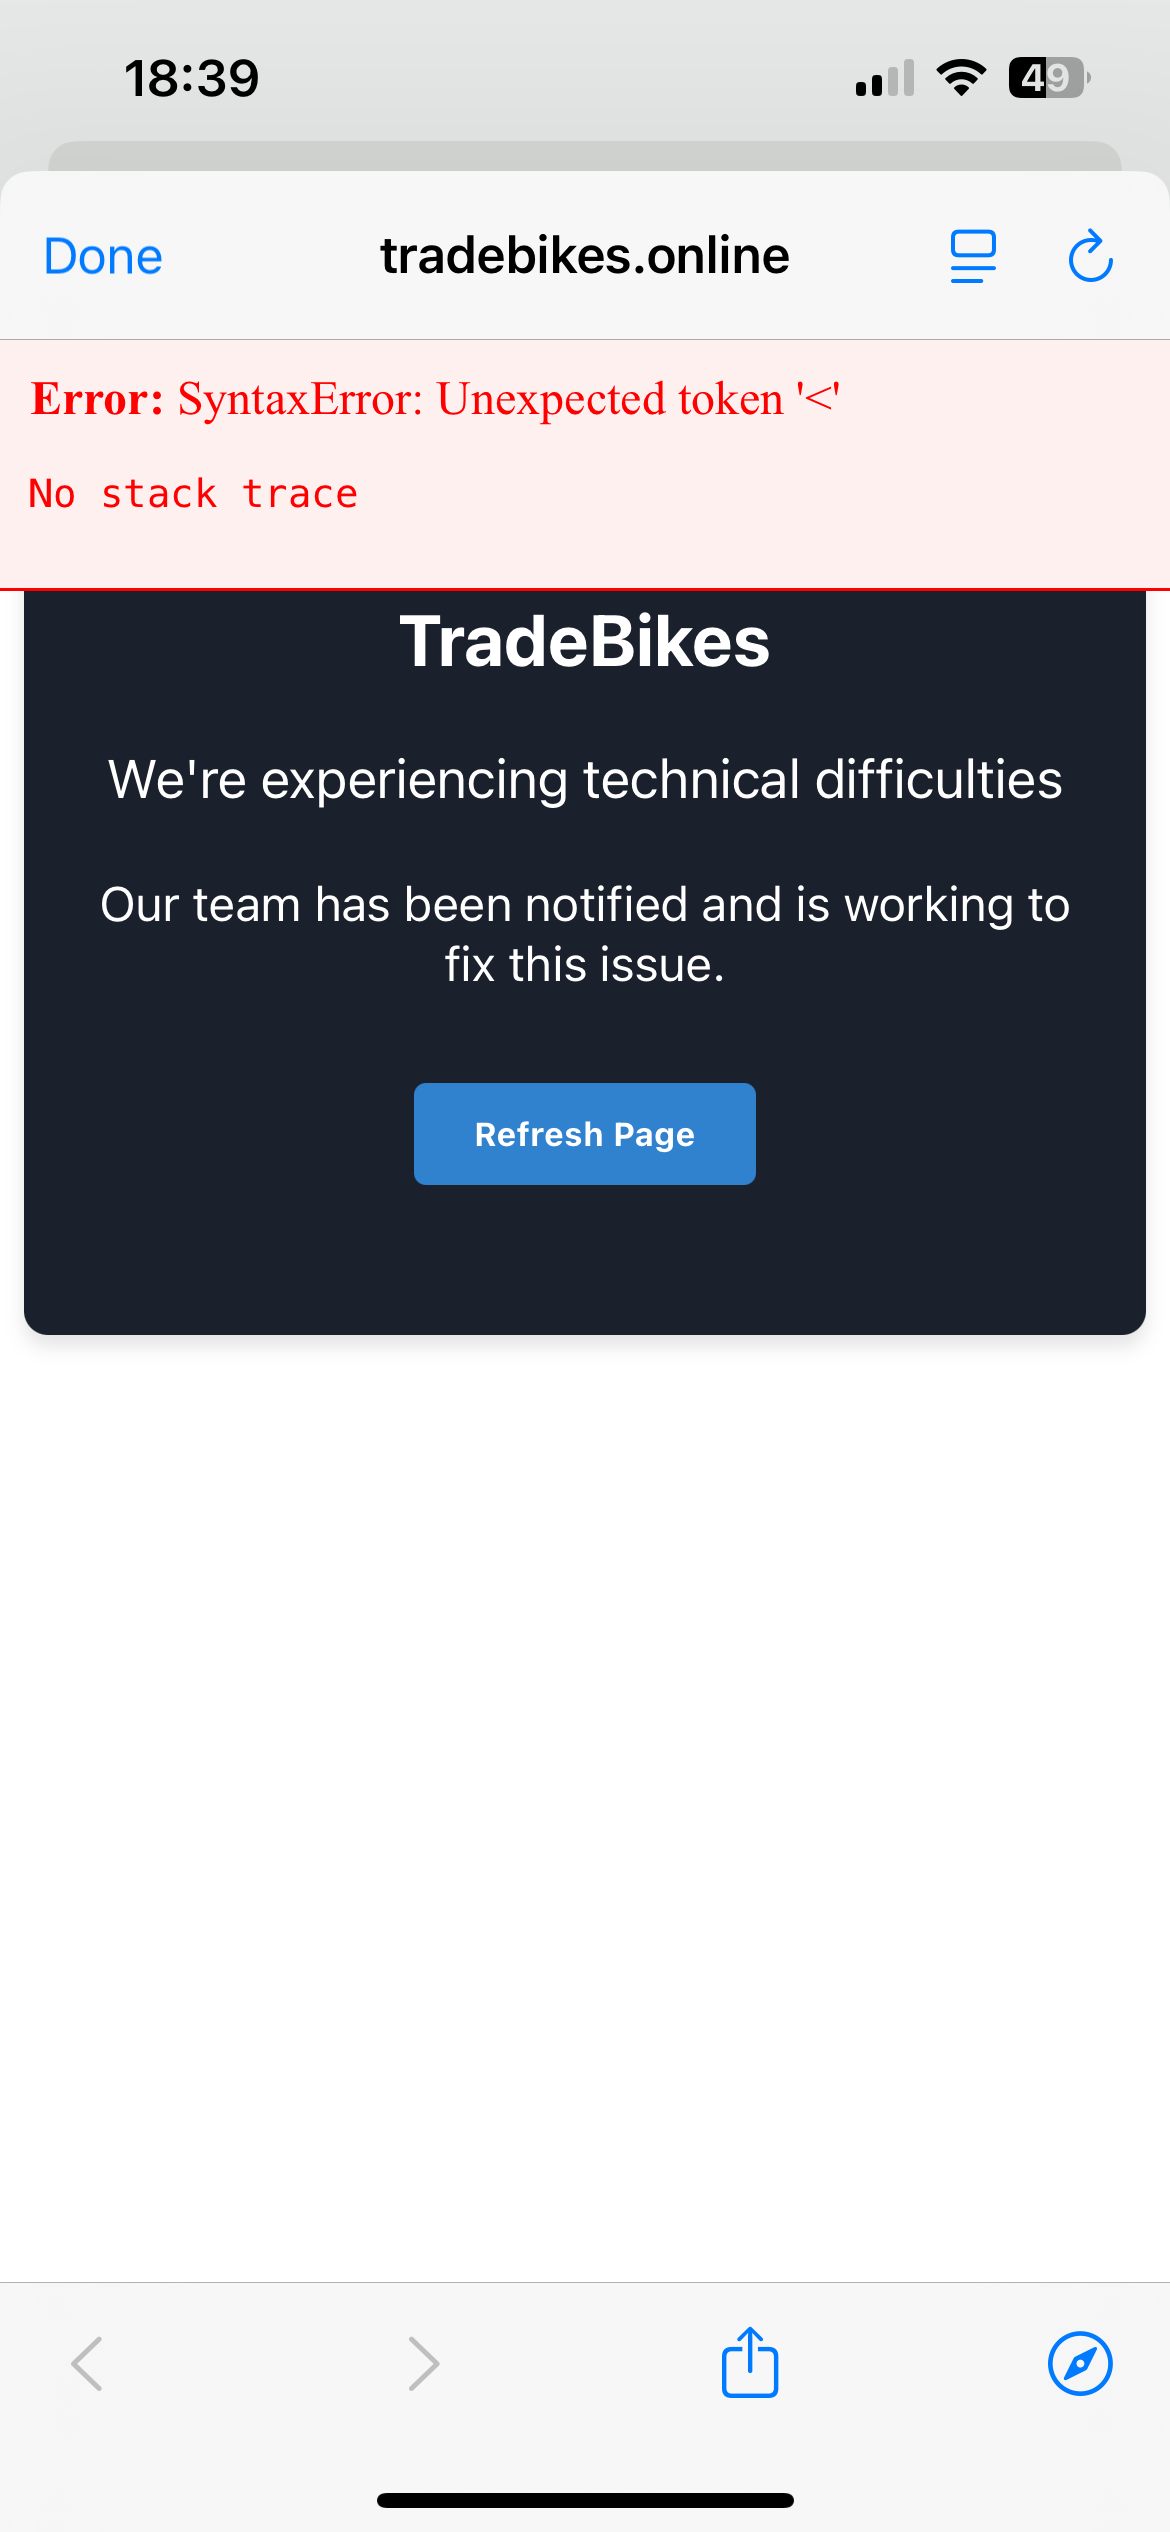 18:39
49
Done
tradebikes.online
Error: SyntaxError: Unexpected token '<'
No stack trace
TradeBikes
We're experiencing technical difficulties
Our team has been notified and is working to
fix this issue.
Refresh Page